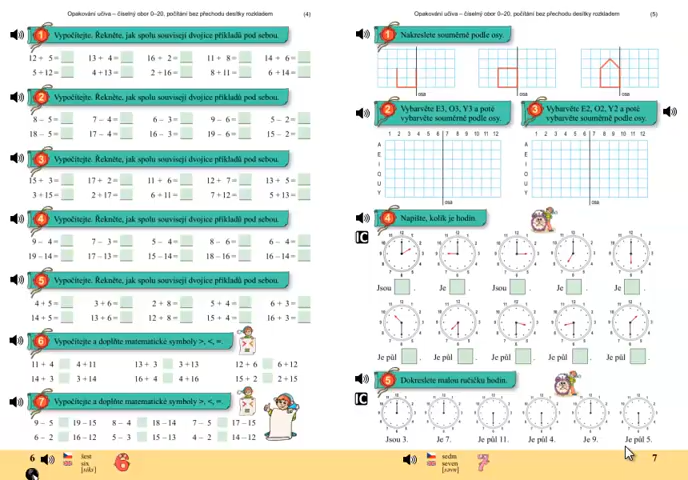 Opakování učiva – číselný obor 0–20, počítání bez přechodu desítky rozkladem (4)
1 Vypočítejte. Řekněte, jak spolu souvisejí dvojice příkladů pod sebou.
12 + 5 = 13 + 4 = 16 + 2 = 11 + 8 = 14 + 6 =
5 + 12 = 4 + 13 = 2 + 16 = 8 + 11 = 6 + 14 =
2 Vypočítejte. Řekněte, jak spolu souvisejí dvojice příkladů pod sebou.
8 – 5 = 7 – 4 = 6 – 3 = 9 – 6 = 5 – 2 =
18 – 5 = 17 – 4 = 16 – 3 = 19 – 6 = 15 – 2 =
3 Vypočítejte. Řekněte, jak spolu souvisejí dvojice příkladů pod sebou.
15 + 3 = 17 + 2 = 11 + 6 = 12 + 7 = 13 + 5 =
3 + 15 = 2 + 17 = 6 + 11 = 7 + 12 = 5 + 13 =
4 Vypočítejte. Řekněte, jak spolu souvisejí dvojice příkladů pod sebou.
9 – 4 = 7 – 3 = 5 – 4 = 8 – 6 = 6 – 4 =
19 – 14 = 17 – 13 = 15 – 14 = 18 – 16 = 16 – 14 =
5 Vypočítejte. Řekněte, jak spolu souvisejí dvojice příkladů pod sebou.
4 + 5 = 3 + 6 = 2 + 8 = 5 + 4 = 6 + 3 =
14 + 5 = 13 + 6 = 12 + 8 = 15 + 4 = 16 + 3 =
6 Vypočítejte a doplňte matematické symboly >, <, =.
11 + 4 4 + 11 13 + 3 3 + 13 12 + 6 6 + 12
14 + 3 3 + 14 16 + 4 4 + 16 15 + 2 2 + 15
7 Vypočítejte a doplňte matematické symboly >, <, =.
9 – 5 19 – 15 8 – 4 18 – 14 7 – 5 17 – 15
6 – 2 16 – 12 5 – 3 15 – 13 4 – 2 14 – 12
6
šest
six
[siks]
6
Opakování učiva – číselný obor 0–20, počítání bez přechodu desítky rozkladem (5)
1 Nakreslete souměrně podle osy.
osa osa osa
2 Vybarvěte E3, O3, Y3 a poté
vybarvěte souměrně podle osy.
1 2 3 4 5 6 7 8 9 10 11 12
A
E
I
O
U
Y
osa
3 Vybarvěte E2, O2, Y2 a poté
vybarvěte souměrně podle osy.
1 2 3 4 5 6 7 8 9 10 11 12
A
E
I
O
U
Y
osa
4 Napište, kolik je hodin.
Jsou . Je . Jsou . Je . Je .
Je půl . Je půl . Je půl . Je půl . Je půl .
5 Dokreslete malou ručičku hodin.
Jsou 3. Je 7. Je půl 11. Je půl 4. Je 9. Je půl 5.
sedm
seven
7
7